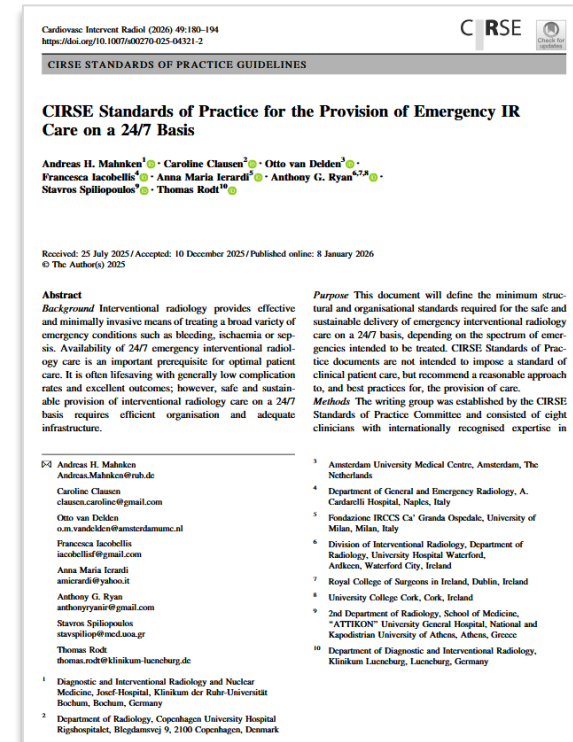 Cardiovasc Intervent Radiol (2026) 49:180–194
https://doi.org/10.1007/s00270-025-04321-2
CIRSE
Check for
updates
CIRSE STANDARDS OF PRACTICE GUIDELINES
CIRSE Standards of Practice for the Provision of Emergency IR
Care on a 24/7 Basis
Andreas H. Mahnken1 · Caroline Clausen2 · Otto van Delden3 ·
Francesca Iacobellis4 · Anna Maria Ierardi5 · Anthony G. Ryan6,7,8 ·
Stavros Spiliopoulos9 · Thomas Rodt10
Received: 25 July 2025 / Accepted: 10 December 2025 / Published online: 8 January 2026
© The Author(s) 2025
Abstract
Background Interventional radiology provides effective
and minimally invasive means of treating a broad variety of
emergency conditions such as bleeding, ischaemia or sep-
sis. Availability of 24/7 emergency interventional radiol-
ogy care is an important prerequisite for optimal patient
care. It is often lifesaving with generally low complication
rates and excellent outcomes; however, safe and sustain-
able provision of interventional radiology care on a 24/7
basis requires efficient organisation and adequate
infrastructure.
Purpose This document will define the minimum struc-
tural and organisational standards required for the safe and
sustainable delivery of emergency interventional radiology
care on a 24/7 basis, depending on the spectrum of emer-
gencies intended to be treated. CIRSE Standards of Prac-
tice documents are not intended to impose a standard of
clinical patient care, but recommend a reasonable approach
to, and best practices for, the provision of care.
Methods The writing group was established by the CIRSE
Standards of Practice Committee and consisted of eight
clinicians with internationally recognised expertise in
Andreas H. Mahnken
Andreas.Mahnken@rub.de
Caroline Clausen
clausen.caroline@gmail.com
Otto van Delden
o.m.vandelden@amsterdamumc.nl
Francesca Iacobellis
iacobellisf@gmail.com
Anna Maria Ierardi
amierardi@yahoo.it
Anthony G. Ryan
anthonyryanir@gmail.com
Stavros Spiliopoulos
stavspiliop@med.uoa.gr
Thomas Rodt
thomas.rodt@klinikum-lueneburg.de
1 Diagnostic and Interventional Radiology and Nuclear
Medicine, Josef-Hospital, Klinikum der Ruhr-Universität
Bochum, Bochum, Germany
2 Department of Radiology, Copenhagen University Hospital
Rigshospitalet, Blegdamsvej 9, 2100 Copenhagen, Denmark
3 Amsterdam University Medical Centre, Amsterdam, The
Netherlands
4 Department of General and Emergency Radiology, A.
Cardarelli Hospital, Naples, Italy
5 Fondazione IRCCS Ca' Granda Ospedale, University of
Milan, Milan, Italy
6 Division of Interventional Radiology, Department of
Radiology, University Hospital Waterford,
Ardkeen, Waterford City, Ireland
7 Royal College of Surgeons in Ireland, Dublin, Ireland
8 University College Cork, Cork, Ireland
9 2nd Department of Radiology, School of Medicine,
"ATTIKON" University General Hospital, National and
Kapodistrian University of Athens, Athens, Greece
10 Department of Diagnostic and Interventional Radiology,
Klinikum Lueneburg, Lueneburg, Germany